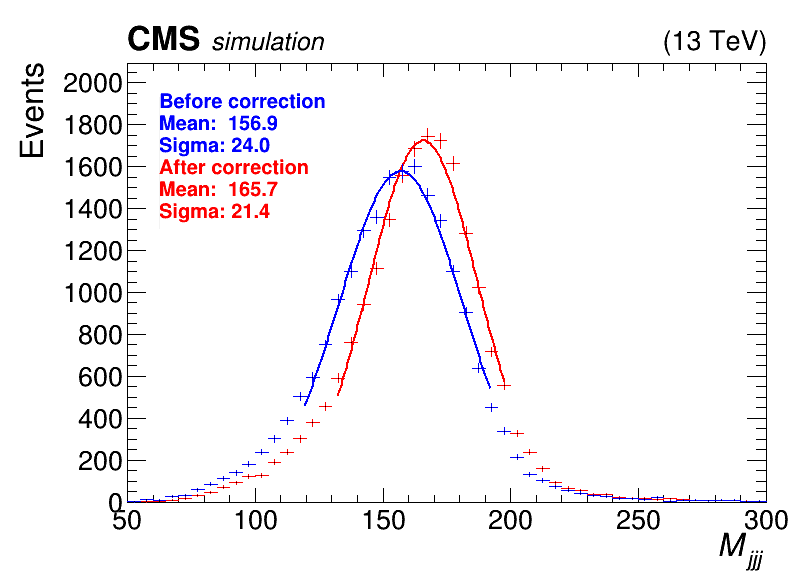 CMS simulation (13 TeV)
Events
2000
1800
1600
1400
1200
1000
800
600
400
200
0
Before correction
Mean: 156.9
Sigma: 24.0
After correction
Mean: 165.7
Sigma: 21.4
50 100 150 200 250 300
M jjj